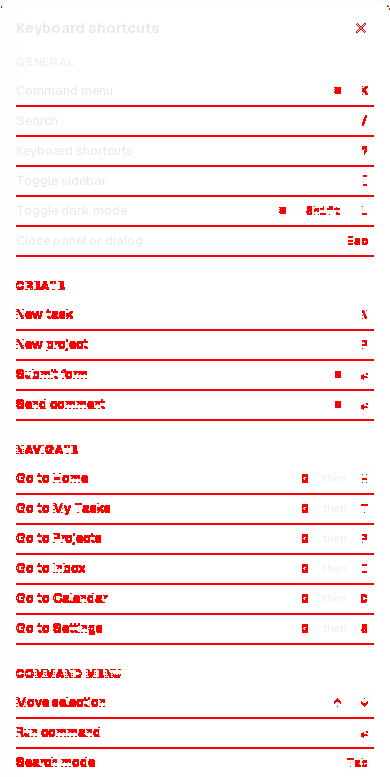 Keyboard shortcuts
GENERAL
Command menu K
Search /
Keyboard shortcuts ?
Toggle sidebar
Toggle dark mode Shift
Close panel or dialog Esc
CREATE
New task N
New project P
Submit form ↵
Send comment ↵
NAVIGATE
Go to Home G then H
Go to My Tasks G then T
Go to Projects G then P
Go to Inbox G then I
Go to Calendar G then C
Go to Settings G then S
COMMAND MENU
Move selection ↑ ↓
Run command ↵
Search mode Tab